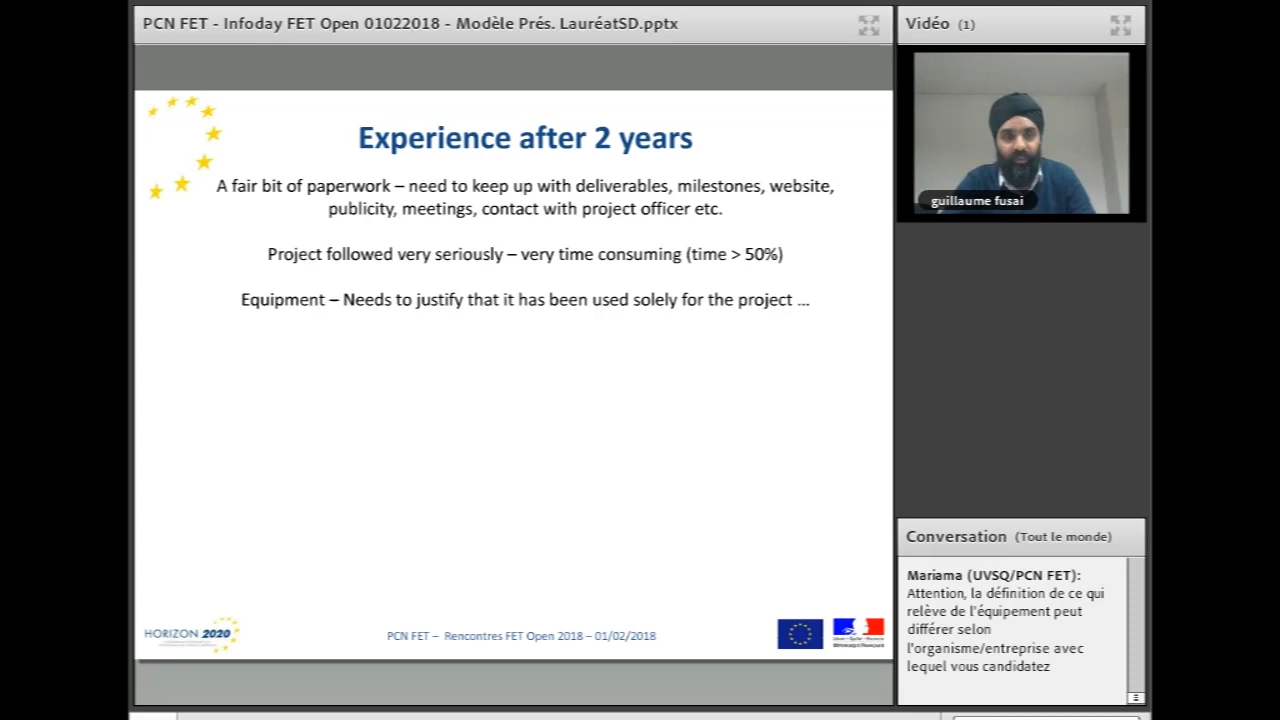 PCN FET - Infoday FET Open 01022018 - Modèle Prés. LauréatSD.pptx
Experience after 2 years
A fair bit of paperwork – need to keep up with deliverables, milestones, website,
publicity, meetings, contact with project officer etc.
Project followed very seriously – very time consuming (time > 50%)
Equipment – Needs to justify that it has been used solely for the project ...
HORIZON 2020
PCN FET – Rencontres FET Open 2018 – 01/02/2018
Vidéo (1)
guillaume fusai
Conversation (Tout le monde)
Mariama (UVSQ/PCN FET):
Attention, la définition de ce qui
relève de l'équipement peut
différer selon
l'organisme/entreprise avec
lequel vous candidatez